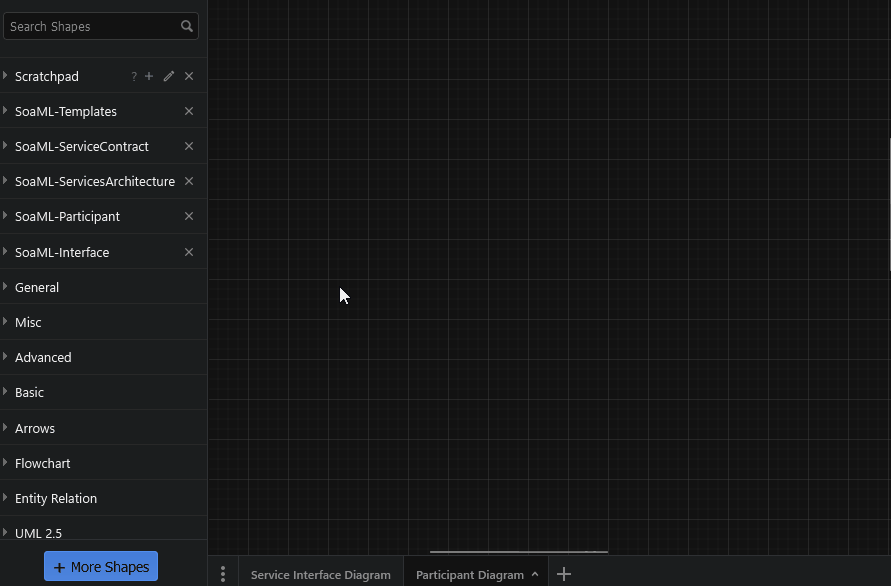 Search Shapes
Scratchpad ? +
SoaML-Templates
SoaML-ServiceContract
SoaML-ServicesArchitecture
SoaML-Participant
SoaML-Interface
General
Misc
Advanced
Basic
Arrows
Flowchart
Entity Relation
UML 2.5
+ More Shapes
Service Interface Diagram
Participant Diagram